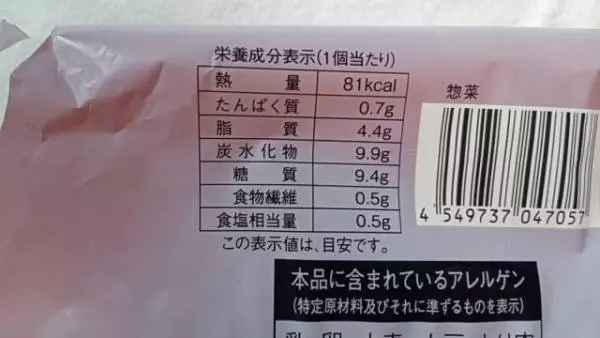 栄養成分表示(1個当たり)
熱量 81kcal
たんぱく質 0.7g
脂質 4.4g
炭水化物 9.9g
糖質 9.4g
食物繊維 0.5g
食塩相当量 0.5g
この表示値は、目安です。
惣菜
4 549737 047057
本品に含まれているアレルゲン
(特定原材料及びそれに準ずるものを表示)